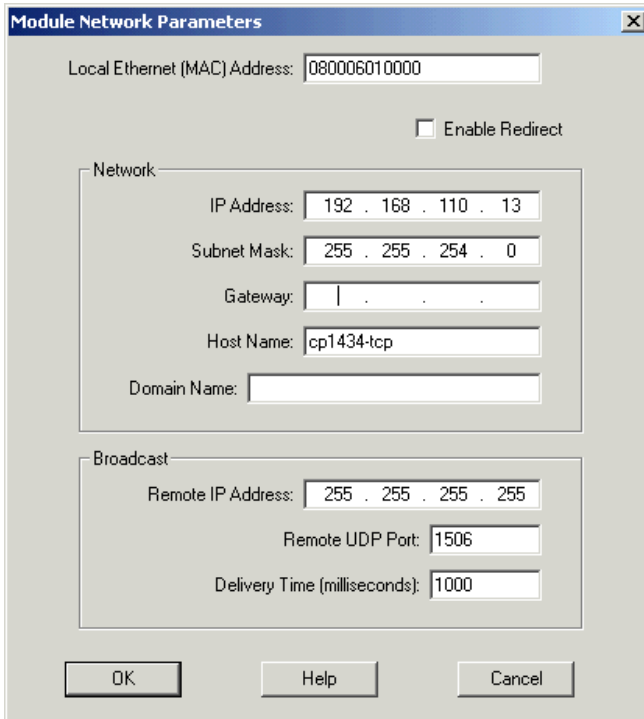 Module Network Parameters
Local Ethernet (MAC) Address: 080006010000
Enable Redirect
Network
IP Address: 192 . 168 . 110 . 13
Subnet Mask: 255 . 255 . 254 . 0
Gateway: . . .
Host Name: cp1434-tcp
Domain Name:
Broadcast
Remote IP Address: 255 . 255 . 255 . 255
Remote UDP Port: 1506
Delivery Time (milliseconds): 1000
OK Help Cancel